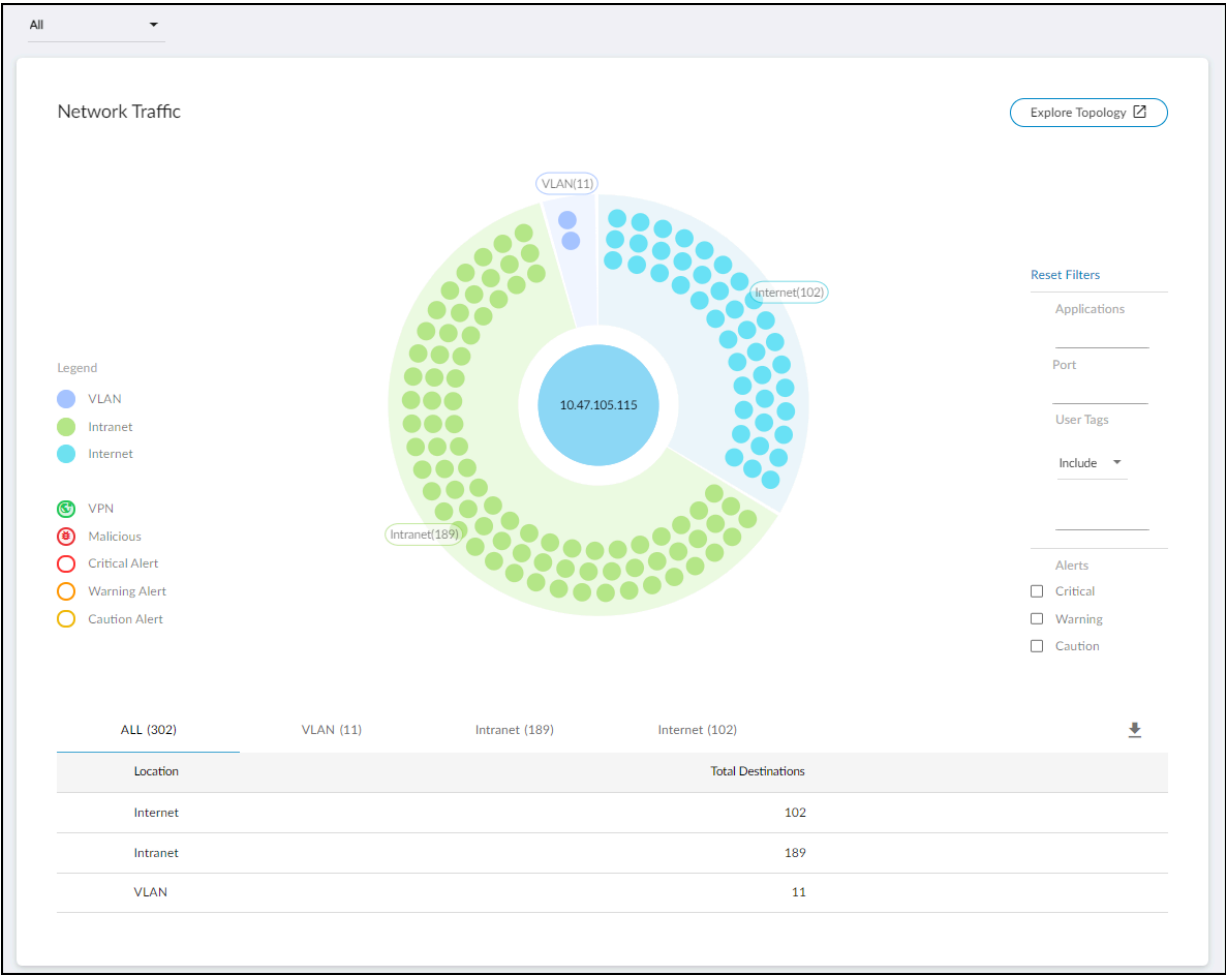 All
Network Traffic
Explore Topology
VLAN(11)
Internet(102)
10.47.105.115
Intranet(189)
Legend
VLAN
Intranet
Internet
VPN
Malicious
Critical Alert
Warning Alert
Caution Alert
Reset Filters
Applications
Port
User Tags
Include
Alerts
Critical
Warning
Caution
ALL (302) VLAN (11) Intranet (189) Internet (102)
Location Total Destinations
Internet 102
Intranet 189
VLAN 11